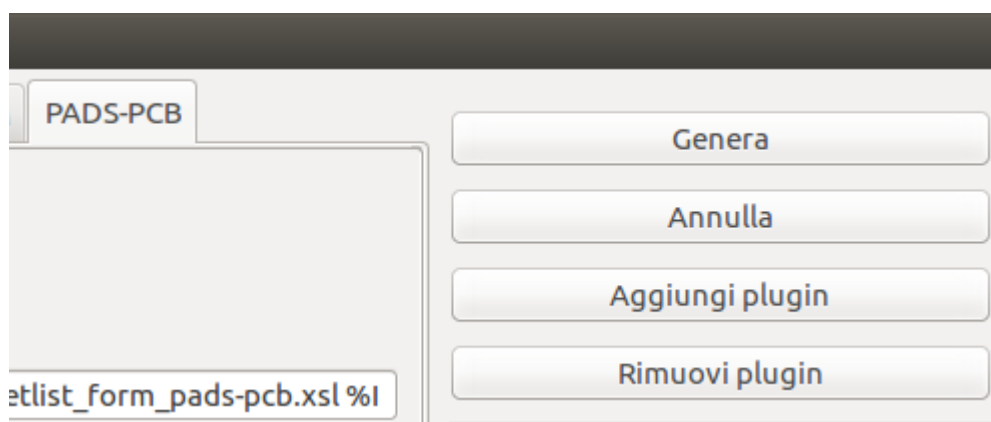 PADS-PCB
Genera
Annulla
Aggiungi plugin
Rimuovi plugin
etlist_form_pads-pcb.xsl %I